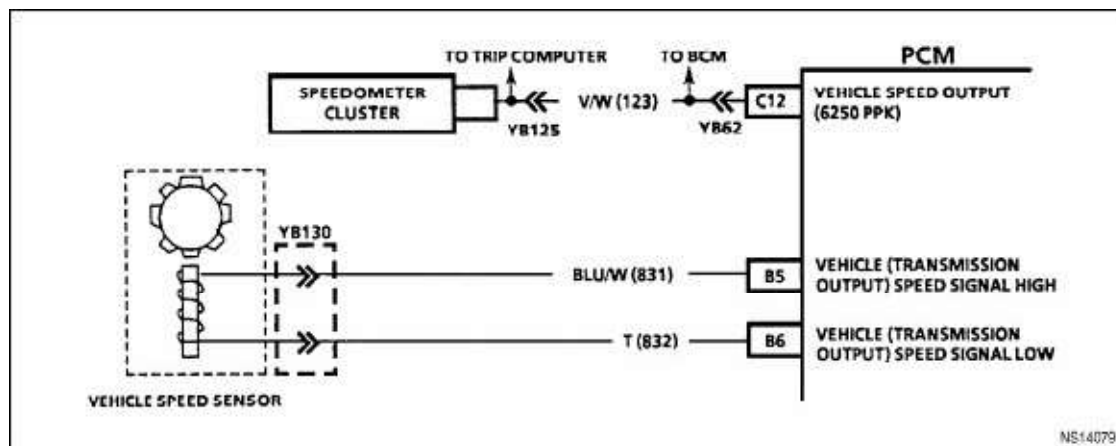 PCM
TO TRIP COMPUTER
TO BCM
SPEEDOMETER
CLUSTER
YB125
V/W (123)
YB62
C12
VEHICLE SPEED OUTPUT
(6250 PPK)
YB130
BLU/W (831)
B5
VEHICLE (TRANSMISSION
OUTPUT) SPEED SIGNAL HIGH
T (832)
B6
VEHICLE (TRANSMISSION
OUTPUT) SPEED SIGNAL LOW
VEHICLE SPEED SENSOR
NS14079